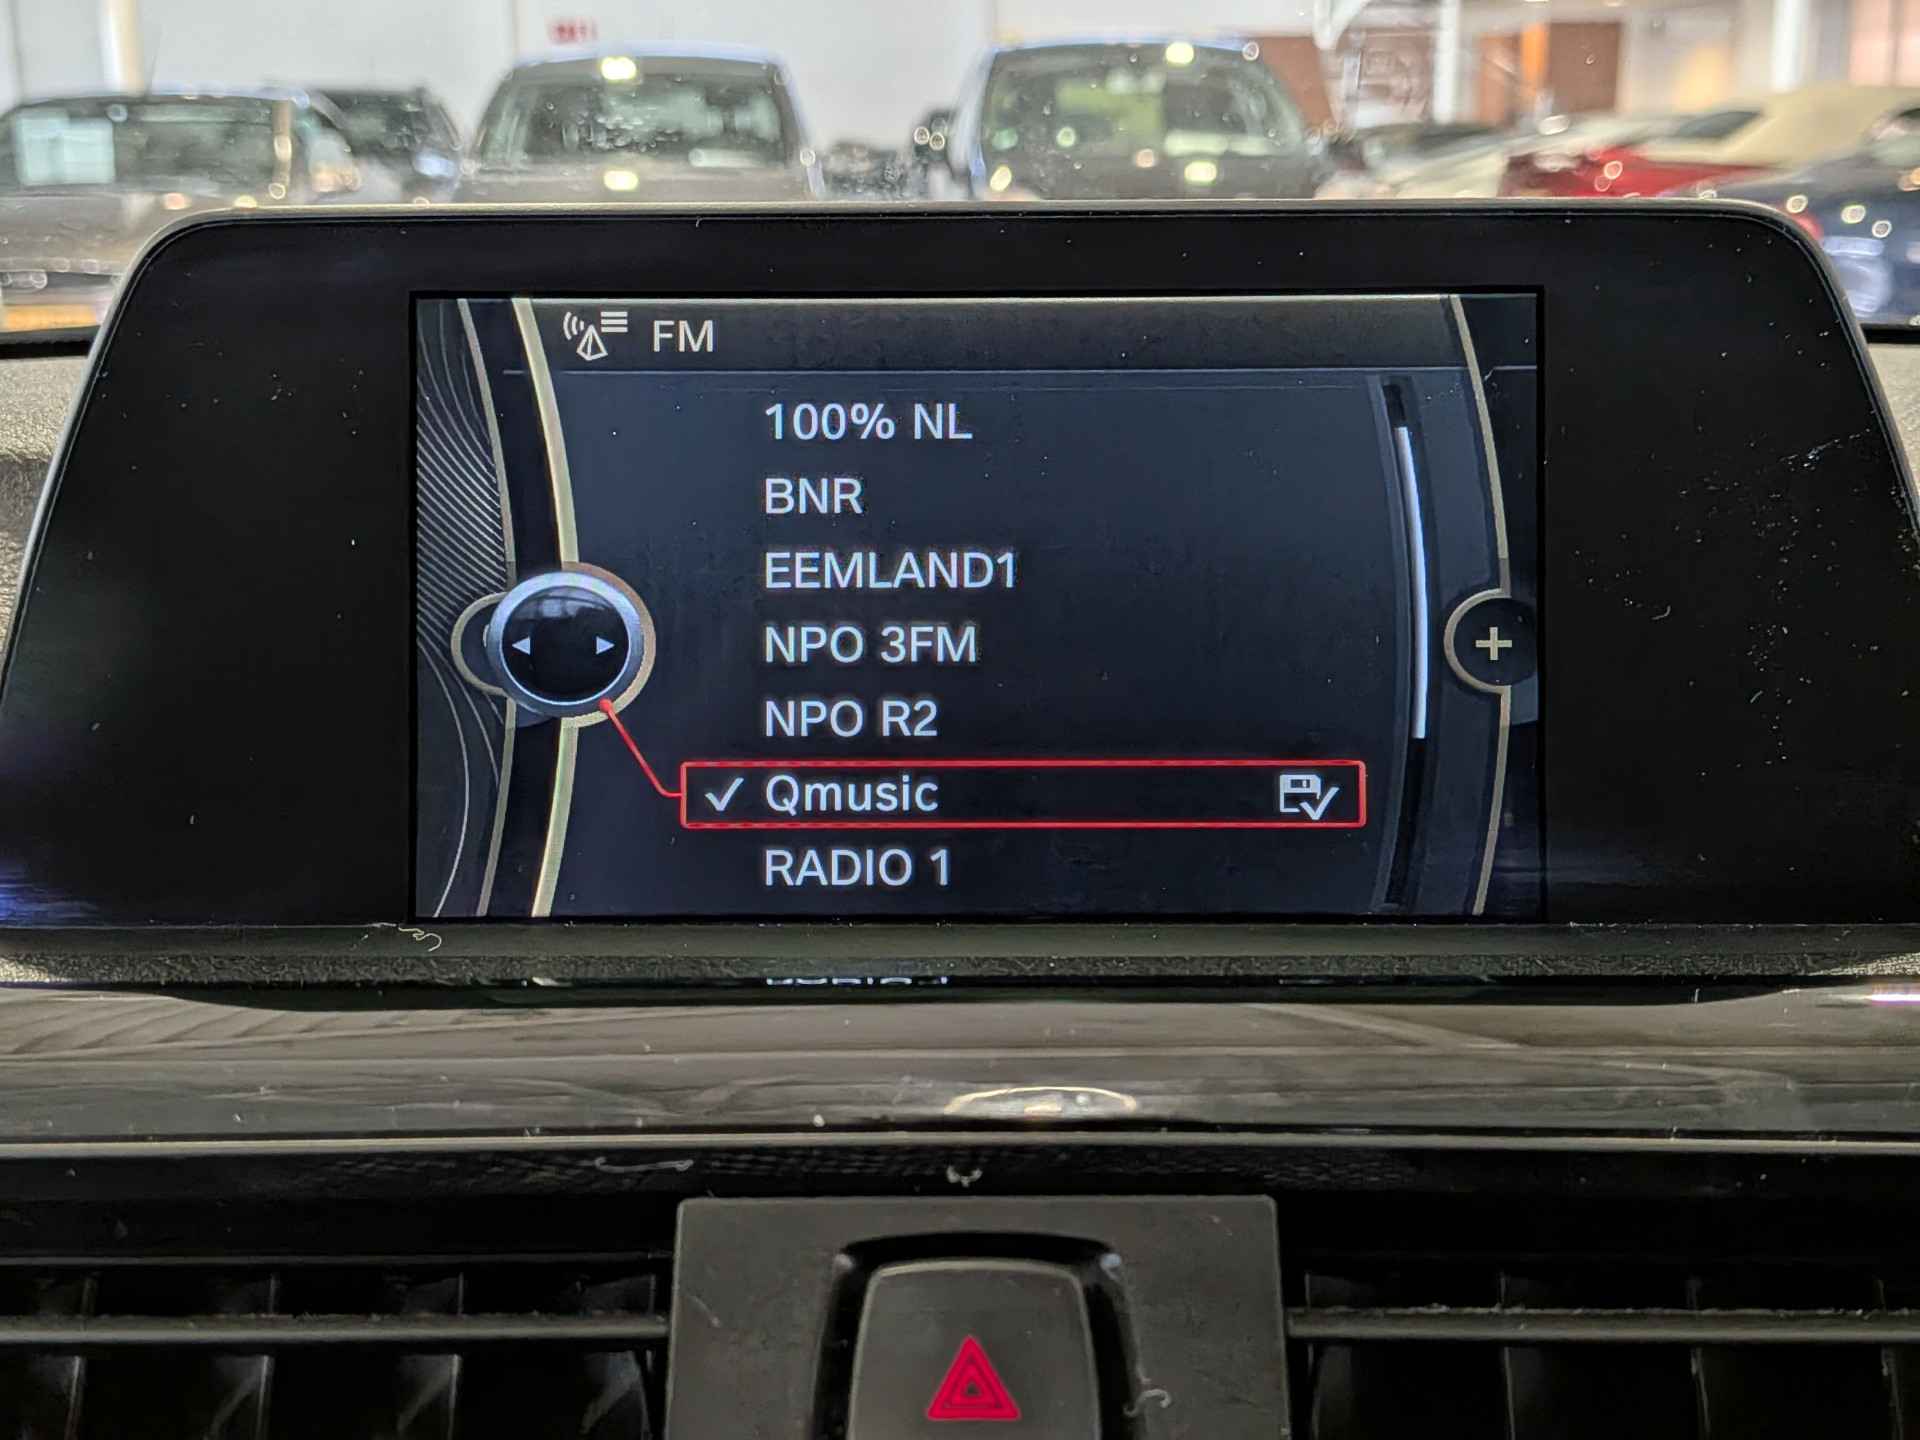 FM
100% NL
BNR
EEMLAND1
NPO 3FM
NPO R2
Qmusic
RADIO 1